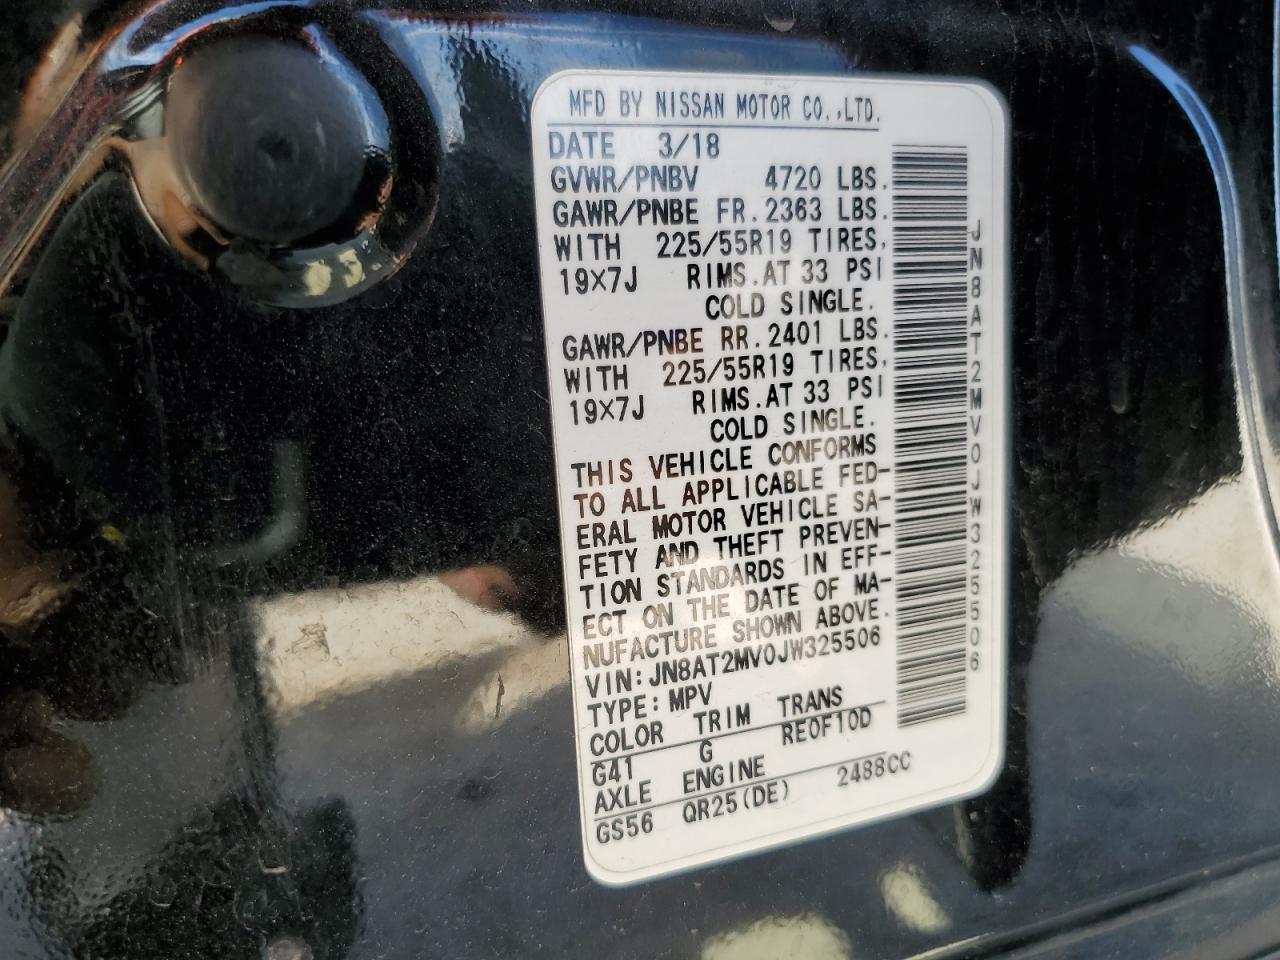 MFD BY NISSAN MOTOR CO.,LTD.
DATE 3/18
GVWR/PNBV 4720 LBS.
GAWR/PNBE FR.2363 LBS.
WITH 225/55R19 TIRES,
19X7J RIMS.AT 33 PSI
COLD SINGLE.
GAWR/PNBE RR.2401 LBS.
WITH 225/55R19 TIRES,
19X7J RIMS.AT 33 PSI
COLD SINGLE.
THIS VEHICLE CONFORMS
TO ALL APPLICABLE FED-
ERAL MOTOR VEHICLE SA-
FETY AND THEFT PREVEN-
TION STANDARDS IN EFF-
ECT ON THE DATE OF MA-
NUFACTURE SHOWN ABOVE.
VIN:JN8AT2MV0JW325506
TYPE:MPV
COLOR TRIM TRANS
G41 G RE0F10D
AXLE ENGINE
GS56 QR25(DE) 2488CC
JN8AT2MV0JW325506